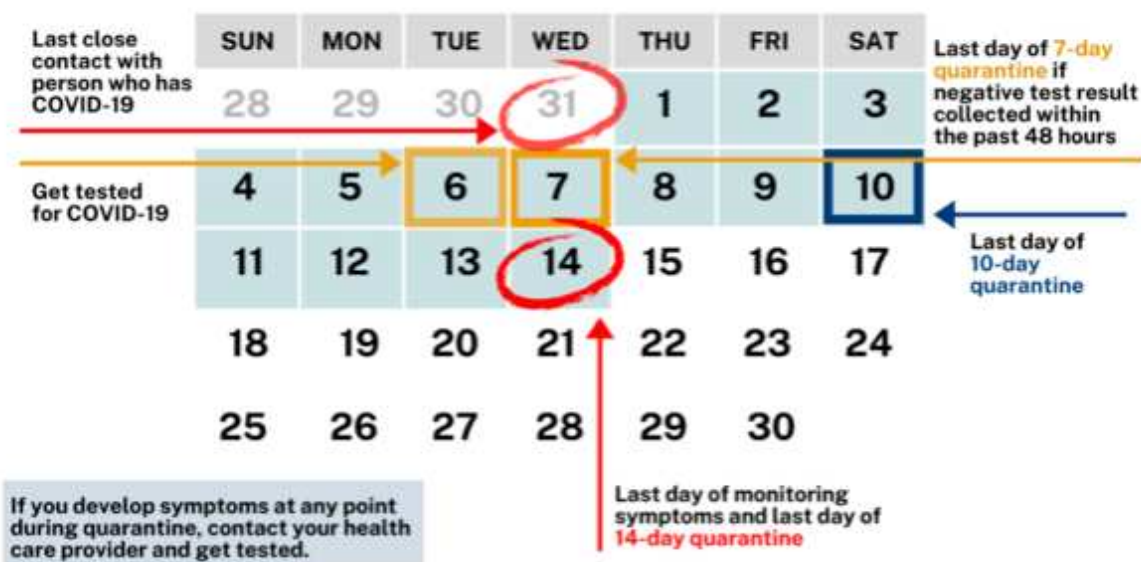 Last close
contact with
person who has
COVID-19
SUN MON TUE WED THU FRI SAT
28 29 30 31 1 2 3
Last day of 7-day
quarantine if
negative test result
collected within
the past 48 hours
Get tested
for COVID-19
4 5 6 7 8 9 10
Last day of
10-day
quarantine
11 12 13 14 15 16 17
18 19 20 21 22 23 24
25 26 27 28 29 30
If you develop symptoms at any point
during quarantine, contact your health
care provider and get tested.
Last day of monitoring
symptoms and last day of
14-day quarantine